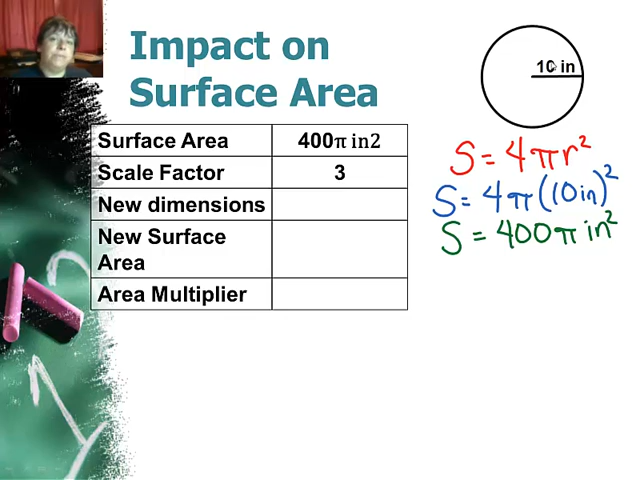 Impact on
Surface Area
10 in
Surface Area 400π in2
Scale Factor 3
New dimensions
New Surface
Area
Area Multiplier
S = 4πr²
S = 4π(10in)²
S = 400π in²